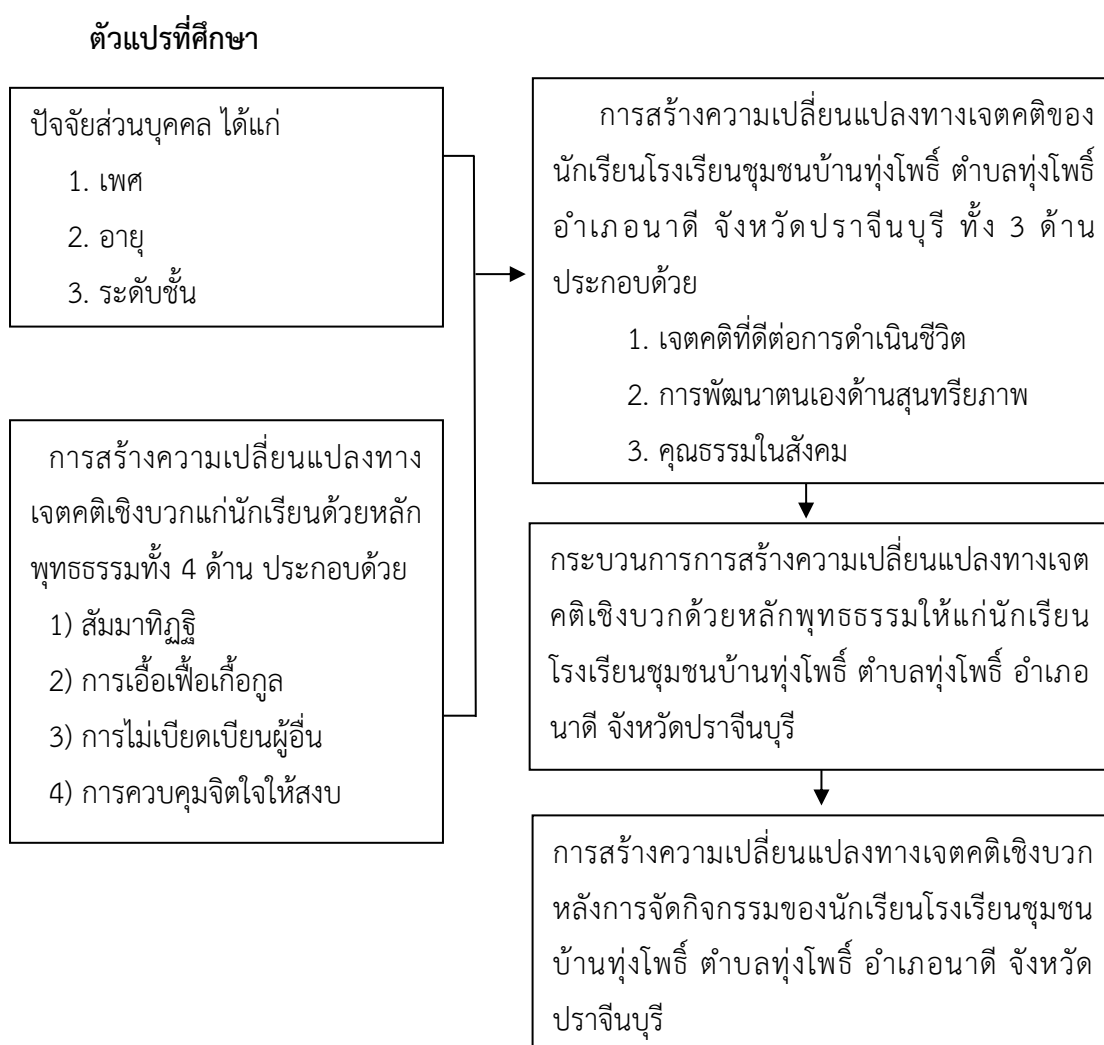 ตัวแปรที่ศึกษา
ปัจจัยส่วนบุคคล ได้แก่
1. เพศ
2. อายุ
3. ระดับชั้น
การสร้างความเปลี่ยนแปลงทาง
เจตคติเชิงบวกแก่นักเรียนด้วยหลัก
พุทธธรรมทั้ง 4 ด้าน ประกอบด้วย
1) สัมมาทิฏฐิ
2) การเอื้อเฟื้อเกื้อกูล
3) การไม่เบียดเบียนผู้อื่น
4) การควบคุมจิตใจให้สงบ
การสร้างความเปลี่ยนแปลงทางเจตคติของ
นักเรียนโรงเรียนชุมชนบ้านทุ่งโพธิ์ ตำบลทุ่งโพธิ์
อำเภอนาดี จังหวัดปราจีนบุรี ทั้ง 3 ด้าน
ประกอบด้วย
1. เจตคติที่ดีต่อการดำเนินชีวิต
2. การพัฒนาตนเองด้านสุนทรียภาพ
3. คุณธรรมในสังคม
กระบวนการการสร้างความเปลี่ยนแปลงทางเจต
คติเชิงบวกด้วยหลักพุทธธรรมให้แก่นักเรียน
โรงเรียนชุมชนบ้านทุ่งโพธิ์ ตำบลทุ่งโพธิ์ อำเภอ
นาดี จังหวัดปราจีนบุรี
การสร้างความเปลี่ยนแปลงทางเจตคติเชิงบวก
หลังการจัดกิจกรรมของนักเรียนโรงเรียนชุมชน
บ้านทุ่งโพธิ์ ตำบลทุ่งโพธิ์ อำเภอนาดี จังหวัด
ปราจีนบุรี